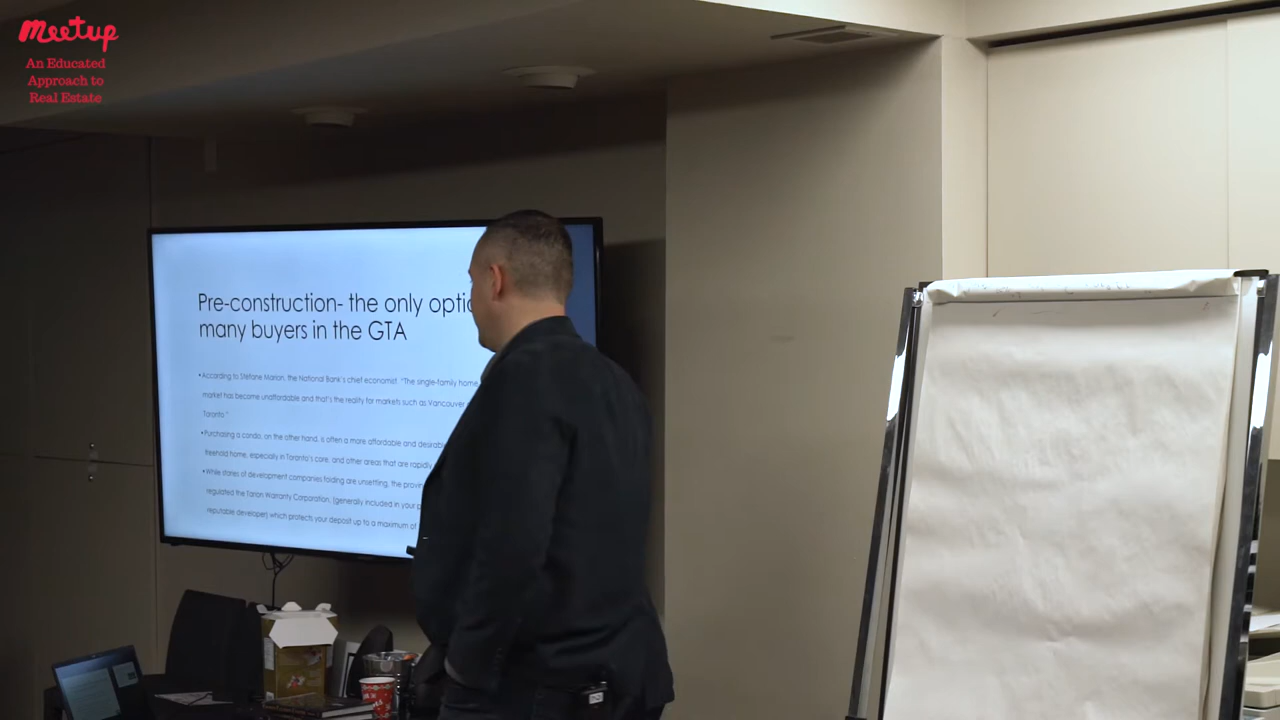 meetup
An Educated
Approach to
Real Estate
Pre-construction- the only optio
many buyers in the GTA
•According to Stefane Marion, the National Bank's chief economist, "The single-family home
market has become unaffordable and that's the reality for markets such as Vancouver
Toronto."
•Purchasing a condo, on the other hand, is often a more affordable and desirab
freehold home, especially in Toronto's core, and other areas that are rapidly
•While stories of development companies folding are unsetting, the provin
regulated the Tarion Warranty Corporation, (generally included in your p
reputable developer) which protects your deposit up to a maximum of